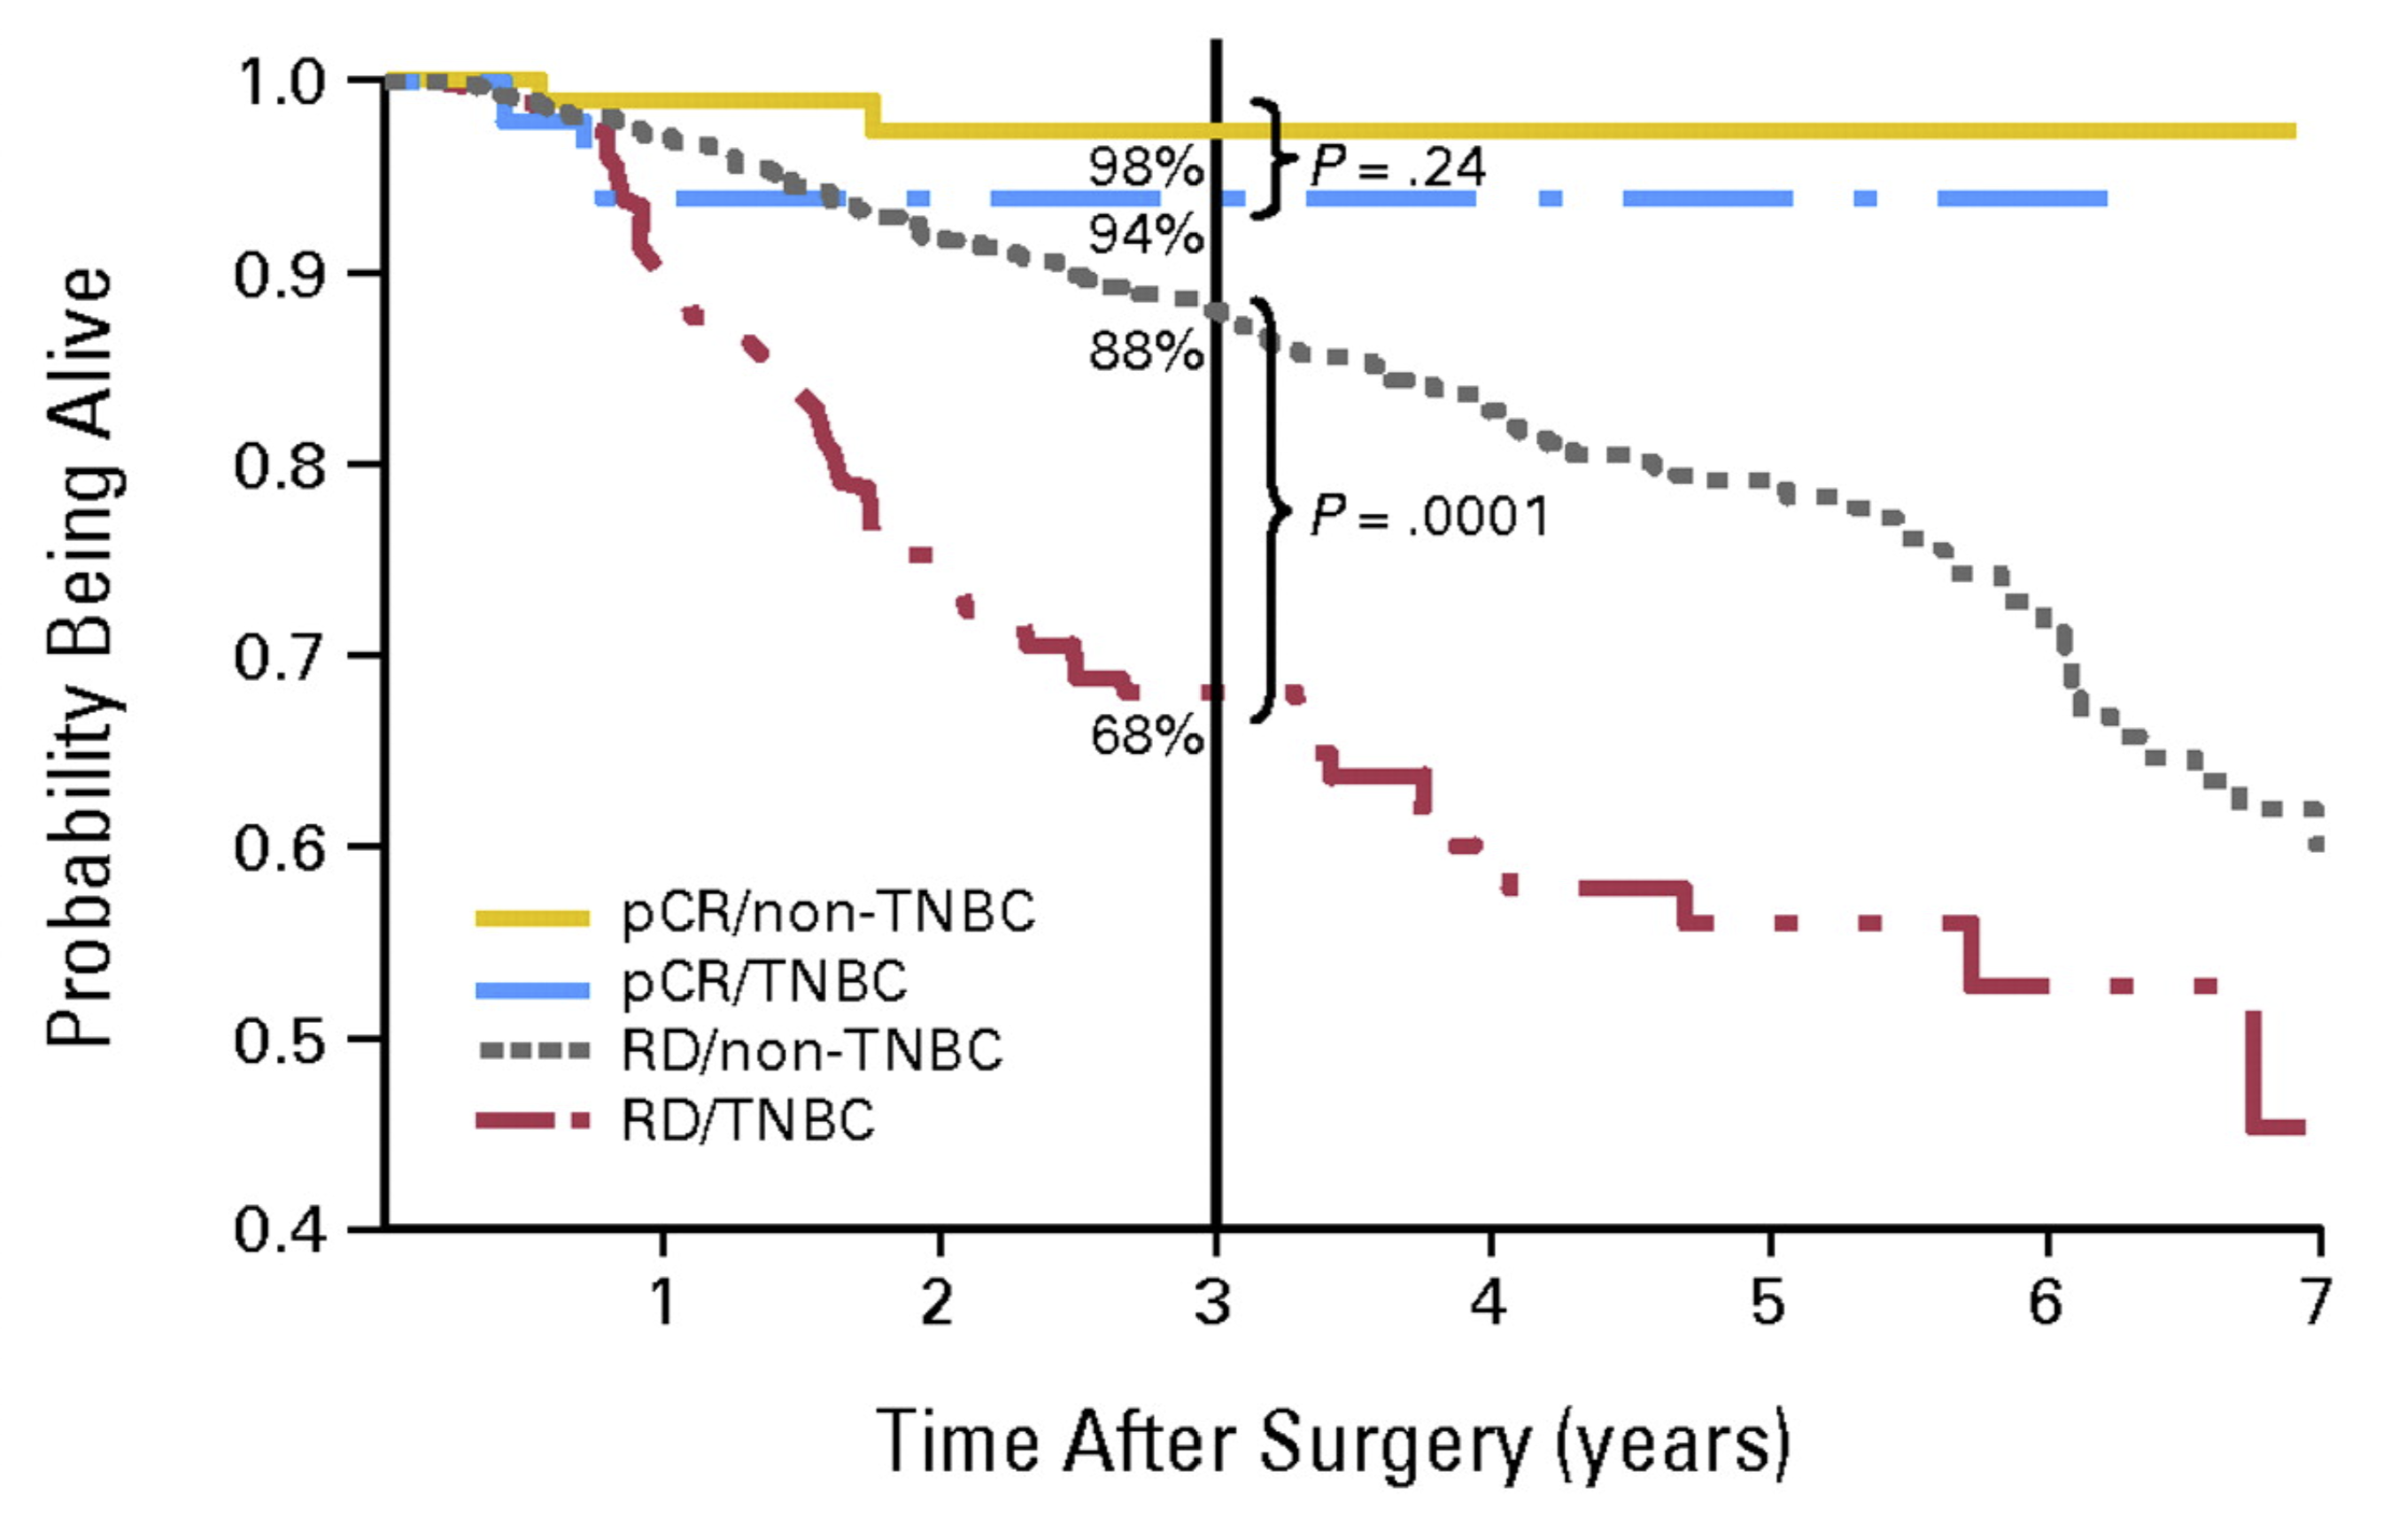 Probability Being Alive
1.0
0.9
0.8
0.7
0.6
0.5
0.4
98%
94%
88%
68%
P = .24
P = .0001
pCR/non-TNBC
pCR/TNBC
RD/non-TNBC
RD/TNBC
1 2 3 4 5 6 7
Time After Surgery (years)